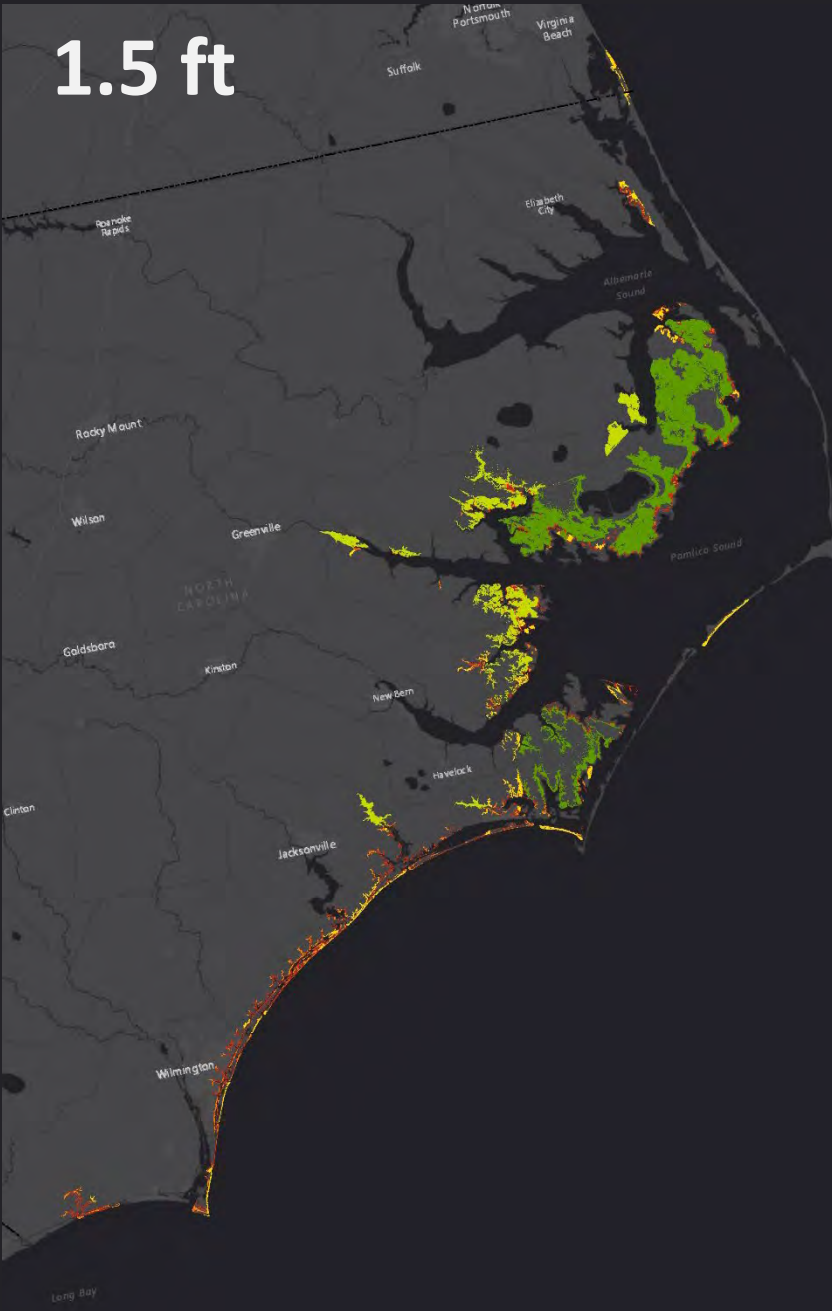 1.5 ft
Norfolk
Portsmouth
Virginia
Beach
Suffolk
Roanoke
Rapids
Elizabeth
City
Albemarle
Sound
Rocky Mount
Wilson
Greenville
Pamlico Sound
NORTH
CAROLINA
Goldsboro
Kinston
New Bern
Havelock
Clinton
Jacksonville
Wilmington
Long Bay